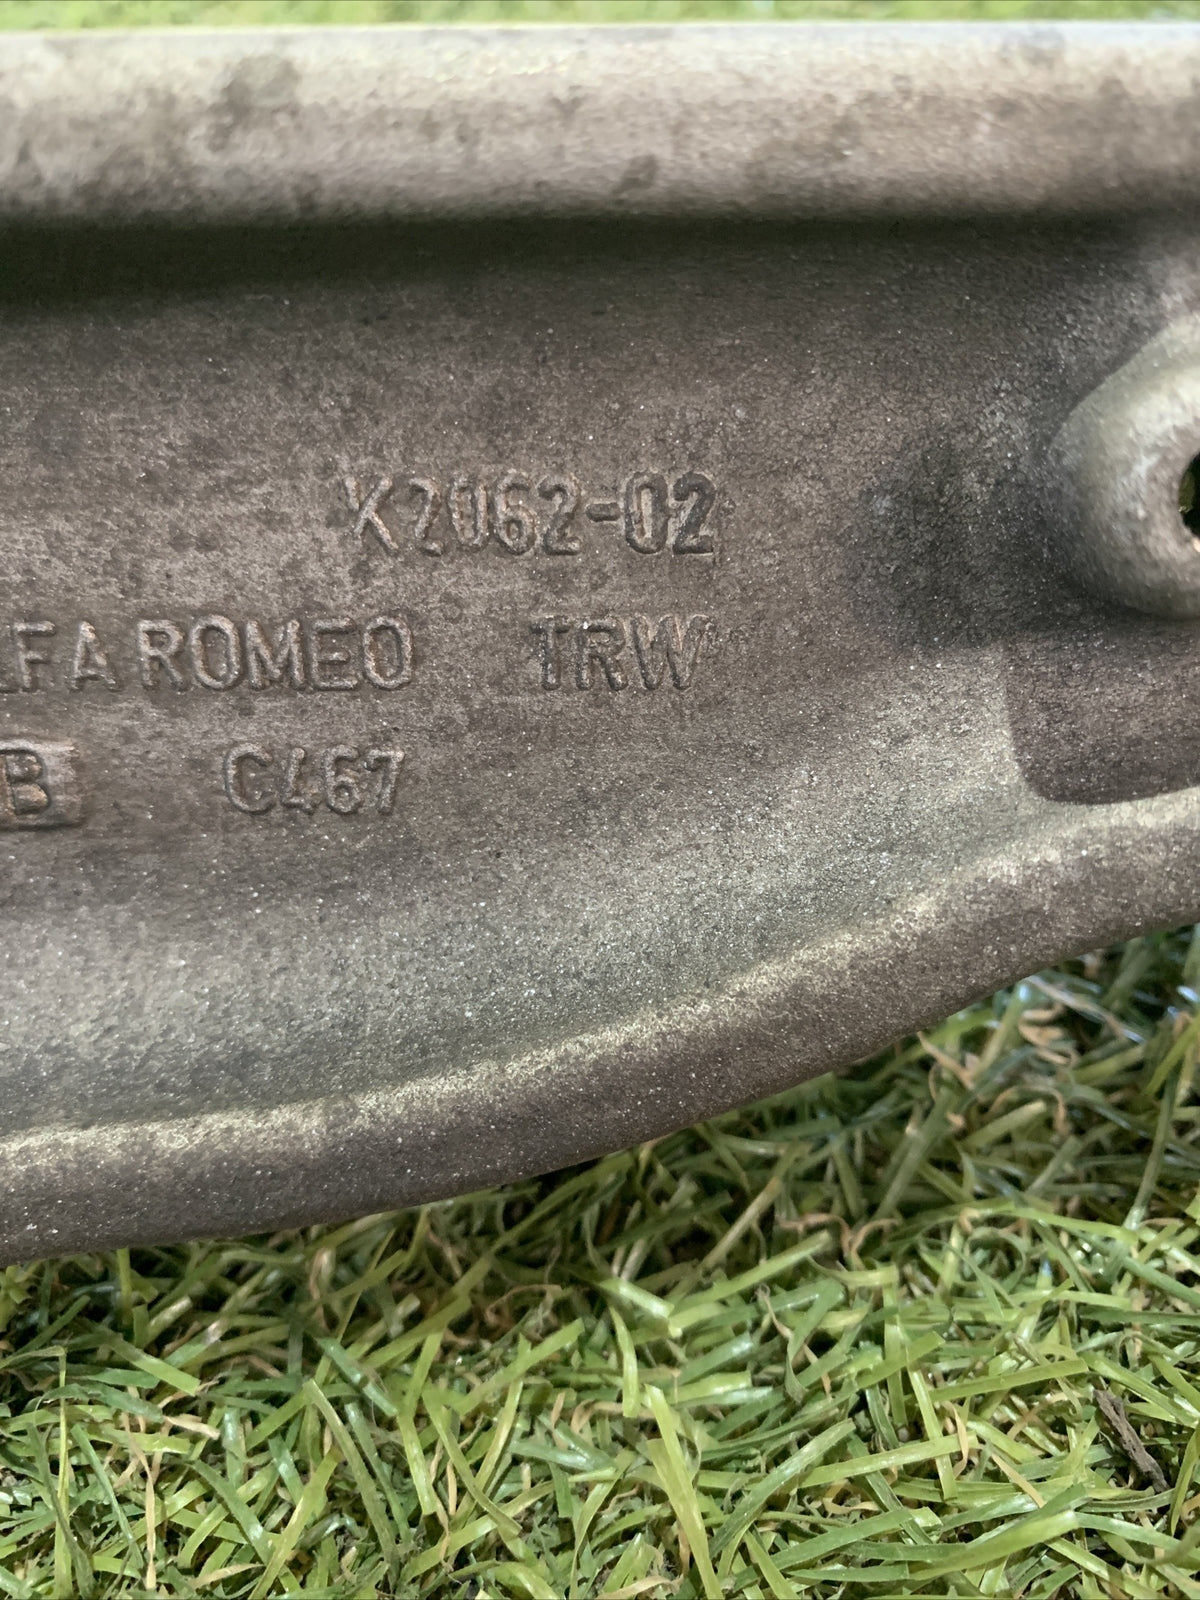 K2062-02
LFA ROMEO TRW
B C467